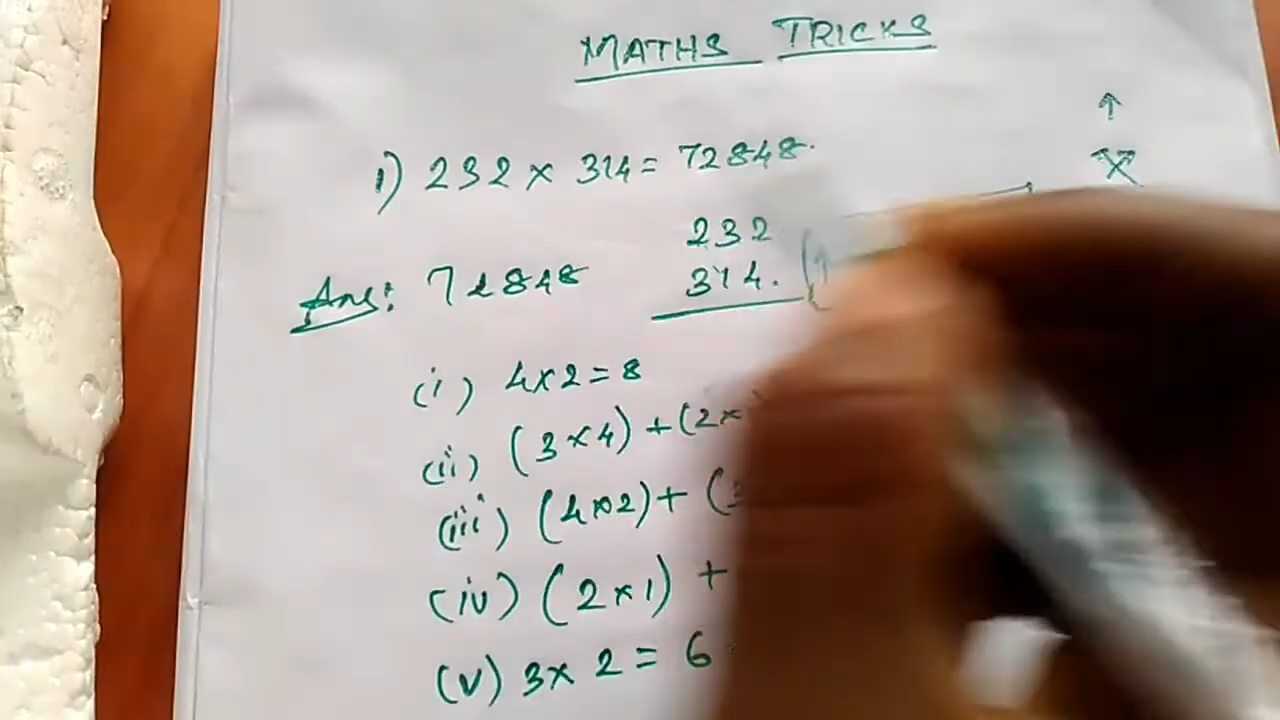 MATHS TRICKS
1) 232 × 314 = 72848.
232
Ans: 72848
314.
(i) 4×2=8
(ii) (3×4)+(2×
(iii) (4×2)+(3
(iv) (2×1) +
(v) 3× 2 = 6